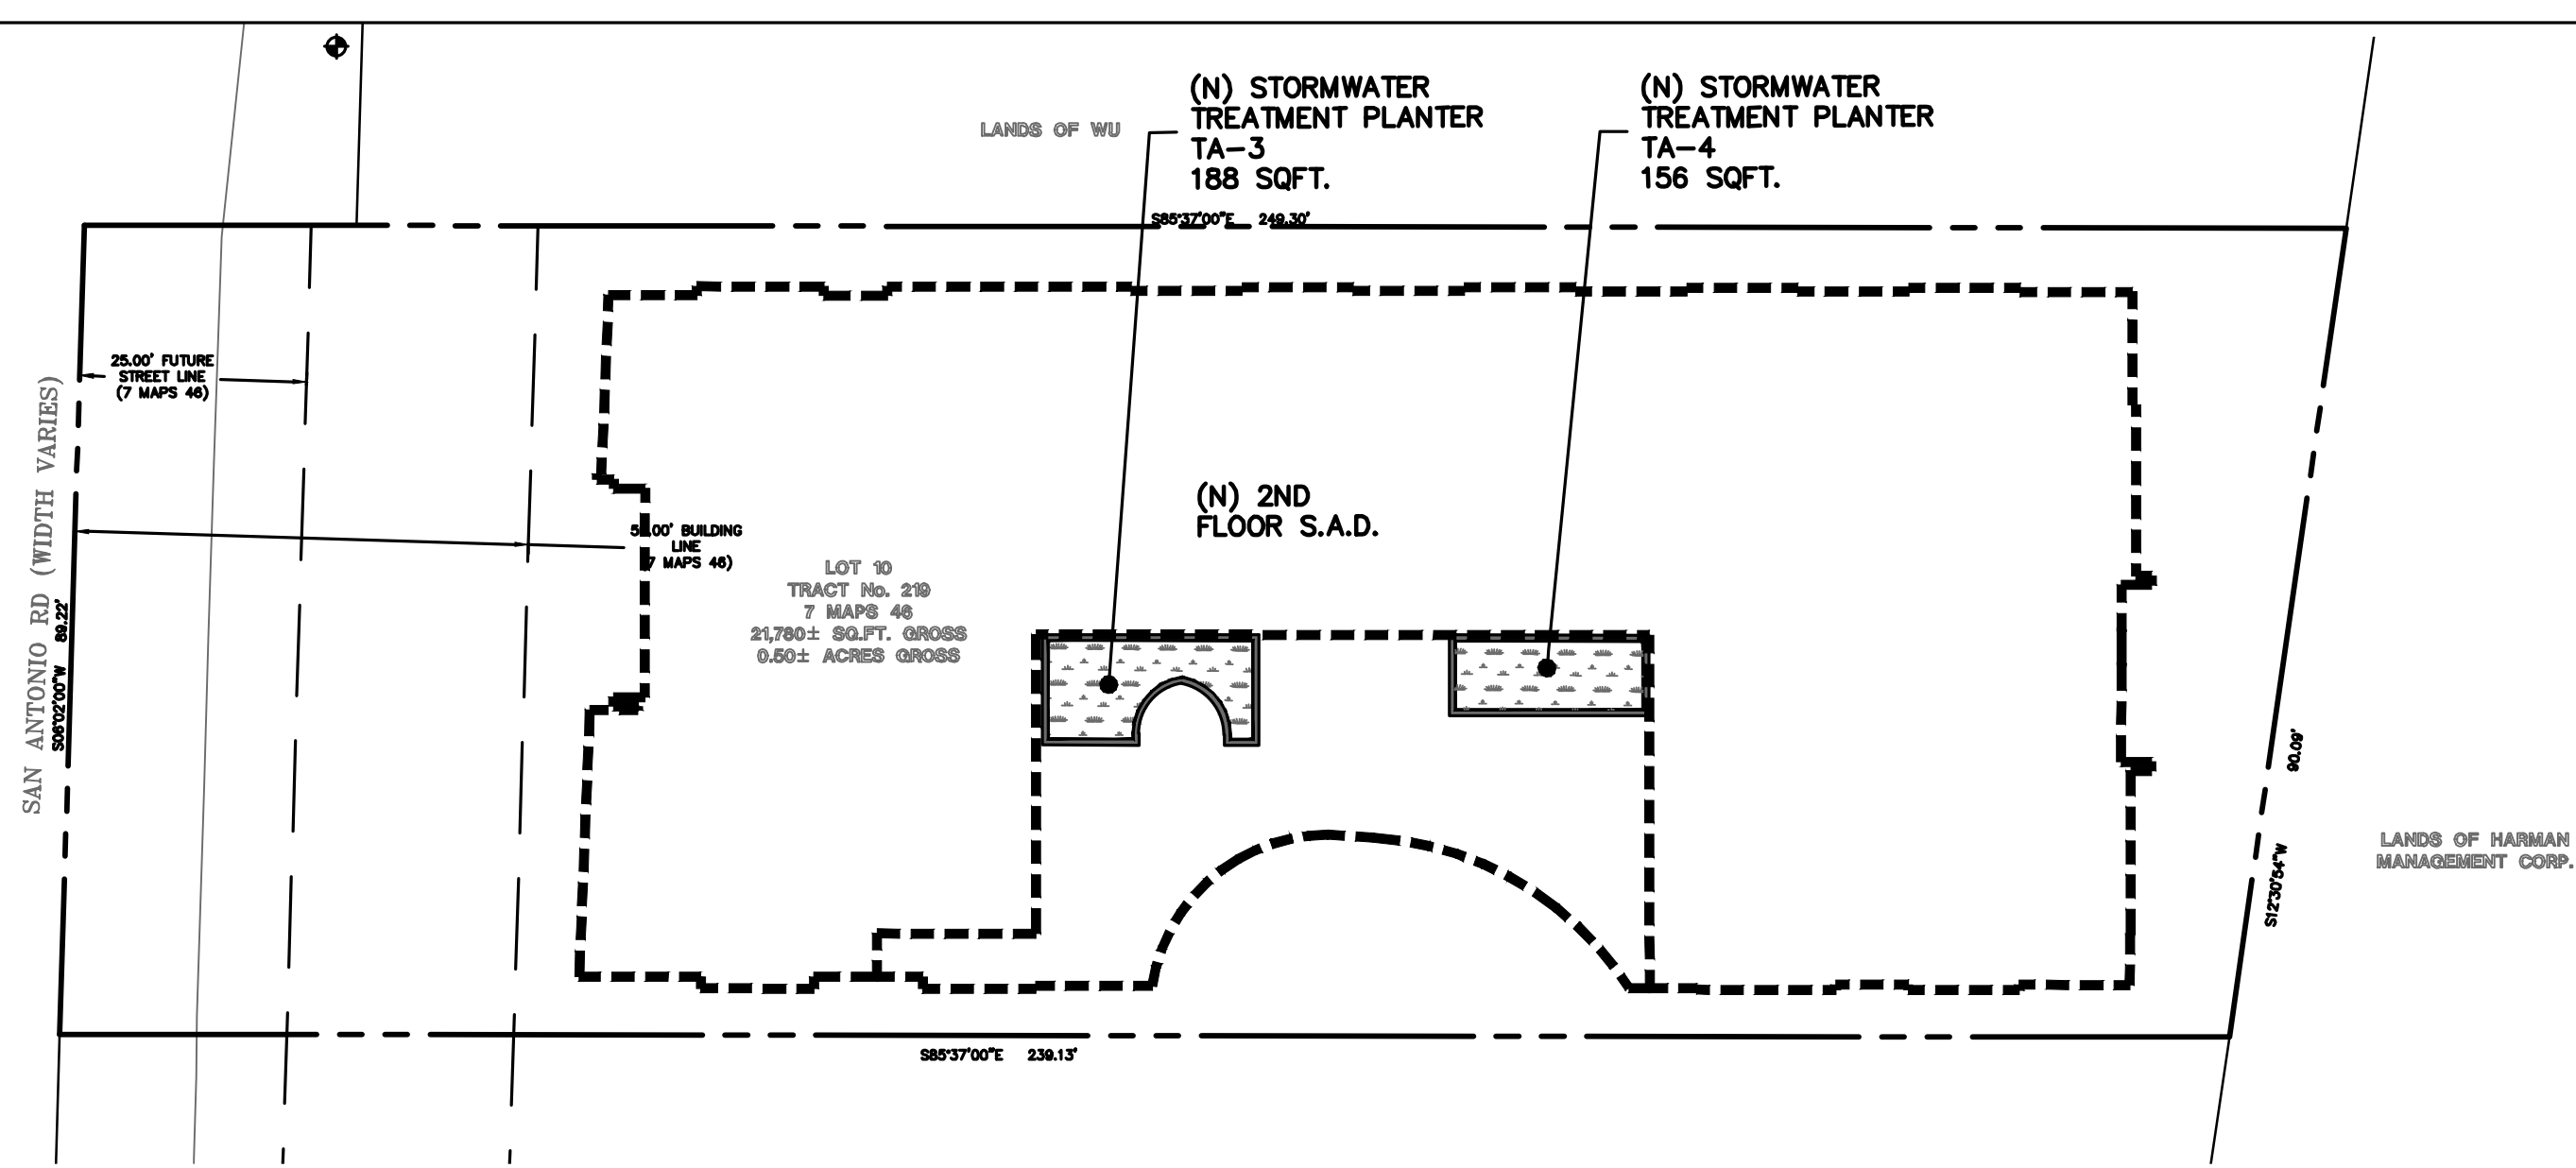 (N) STORMWATER
TREATMENT PLANTER
TA-3
188 SQFT.
(N) STORMWATER
TREATMENT PLANTER
TA-4
156 SQFT.
LANDS OF WU
S85°37'00"E 249.30'
25.00' FUTURE
STREET LINE
(7 MAPS 46)
SAN ANTONIO RD (WIDTH VARIES)
S06°02'00"W 89.22'
BUILDING
LINE
7 MAPS 46)
(N) 2ND
FLOOR S.A.D.
LOT 10
TRACT No. 219
7 MAPS 46
21,780± SQ.FT. GROSS
0.50± ACRES GROSS
S12°30'54"W 90.09'
LANDS OF HARMAN
MANAGEMENT CORP.
S85°37'00"E 239.13'